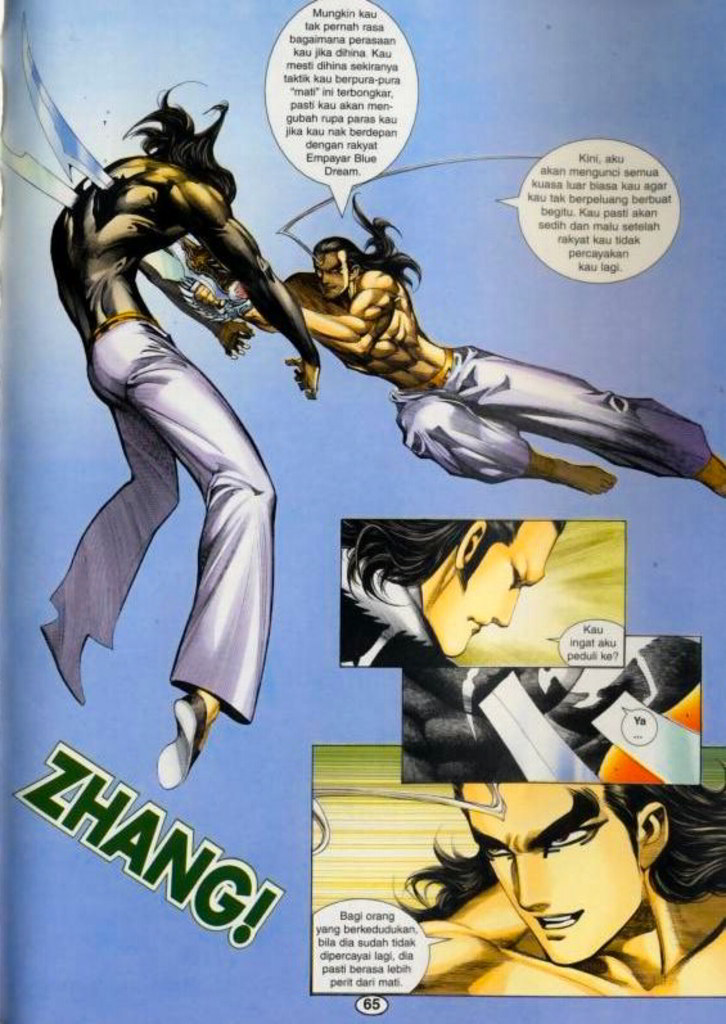 Mungkin kau
tak pernah rasa
bagaimana perasaan
kau jika dihina. Kau
mesti dihina sekiranya
taktik kau berpura-pura
"mati" ini terbongkar,
pasti kau akan men-
gubah rupa paras kau
jika kau nak berdepan
dengan rakyat
Empayar Blue
Dream.
Kini, aku
akan mengunci semua
kuasa luar biasa kau agar
kau tak berpeluang berbuat
begitu. Kau pasti akan
sedih dan malu setelah
rakyat kau tidak
percayakan
kau lagi.
Kau
ingat aku
peduli ke?
Ya
...
ZHANG!
Bagi orang
yang berkedudukan,
bila dia sudah tidak
dipercayai lagi, dia
pasti berasa lebih
perit dari mati.
65